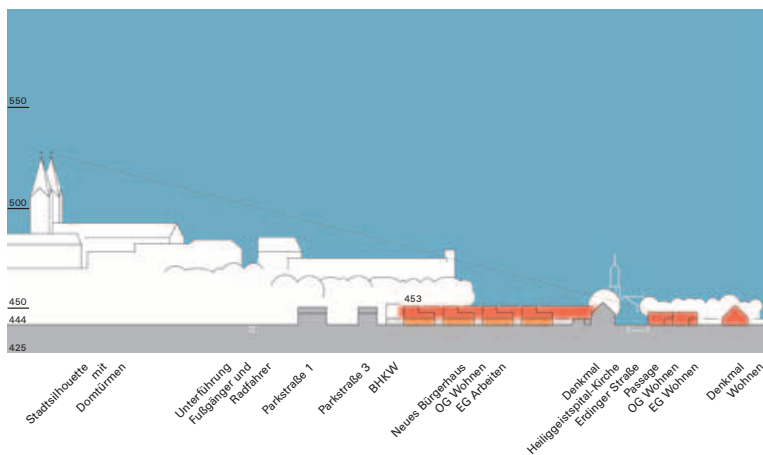 550
500
450
444
425
453
Stadtsilhouette
mit
Domtürmen
Unterführung
Fußgänger und
Radfahrer
Parkstraße 1
Parkstraße 3
BHKW
Neues Bürgerhaus
OG Wohnen
EG Arbeiten
Denkmal
Heiliggeistspital-Kirche
Erdinger Straße
Passage
OG Wohnen
EG Wohnen
Denkmal
Wohnen